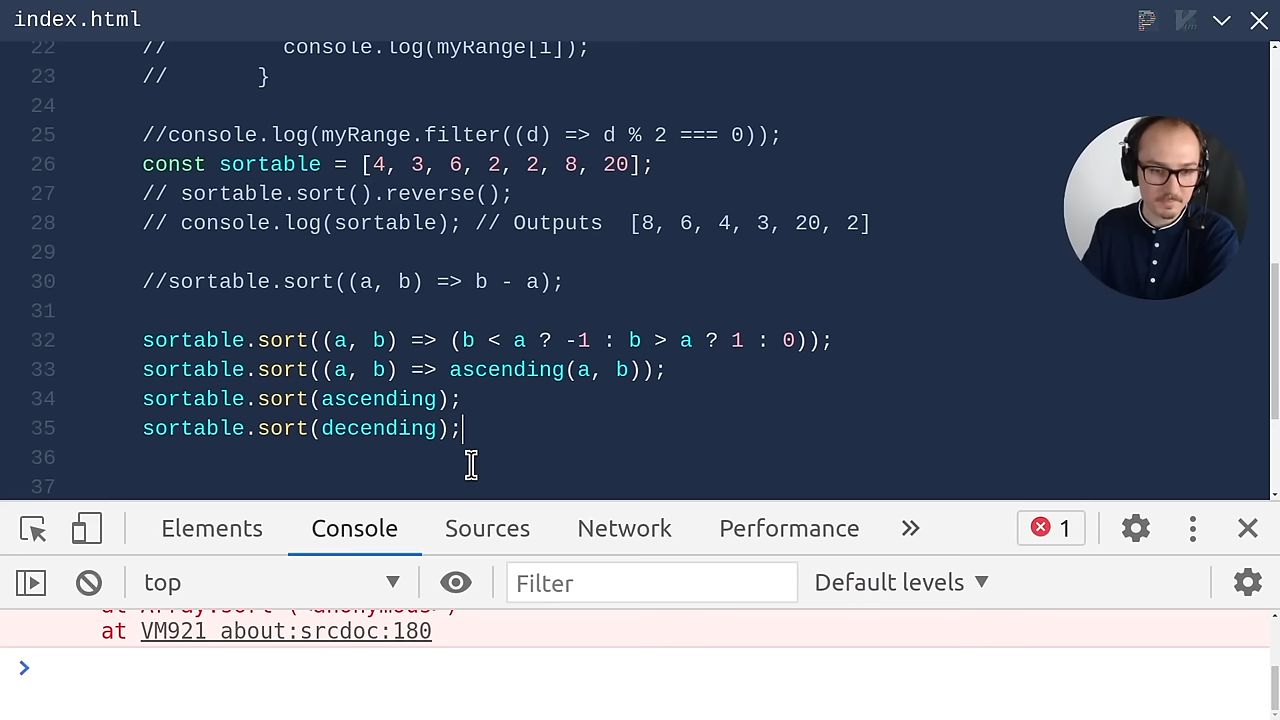 index.html
22 // console.log(myRange[i]);
23 // }
24
25 //console.log(myRange.filter((d) => d % 2 === 0));
26 const sortable = [4, 3, 6, 2, 2, 8, 20];
27 // sortable.sort().reverse();
28 // console.log(sortable); // Outputs [8, 6, 4, 3, 20, 2]
29
30 //sortable.sort((a, b) => b - a);
31
32 sortable.sort((a, b) => (b < a ? -1 : b > a ? 1 : 0));
33 sortable.sort((a, b) => ascending(a, b));
34 sortable.sort(ascending);
35 sortable.sort(decending);
36
37
Elements Console Sources Network Performance 1
top Filter Default levels
at Array.sort (<anonymous>)
at VM921 about:srcdoc:180
>